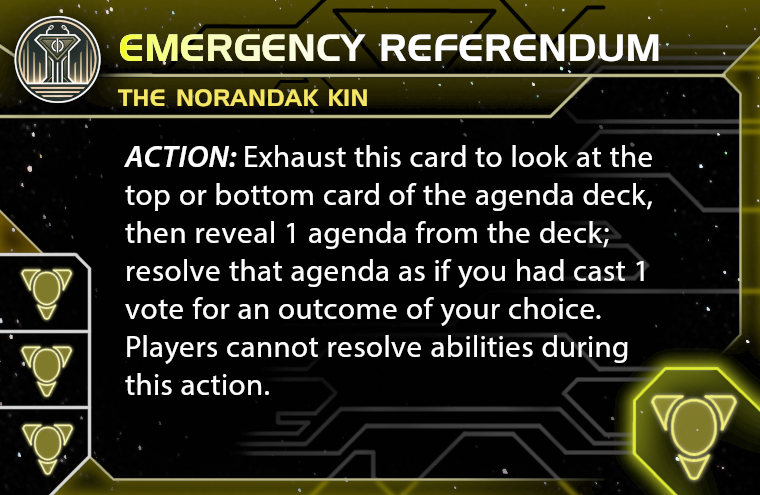 EMERGENCY REFERENDUM
THE NORANDAK KIN
ACTION: Exhaust this card to look at the
top or bottom card of the agenda deck,
then reveal 1 agenda from the deck;
resolve that agenda as if you had cast 1
vote for an outcome of your choice.
Players cannot resolve abilities during
this action.